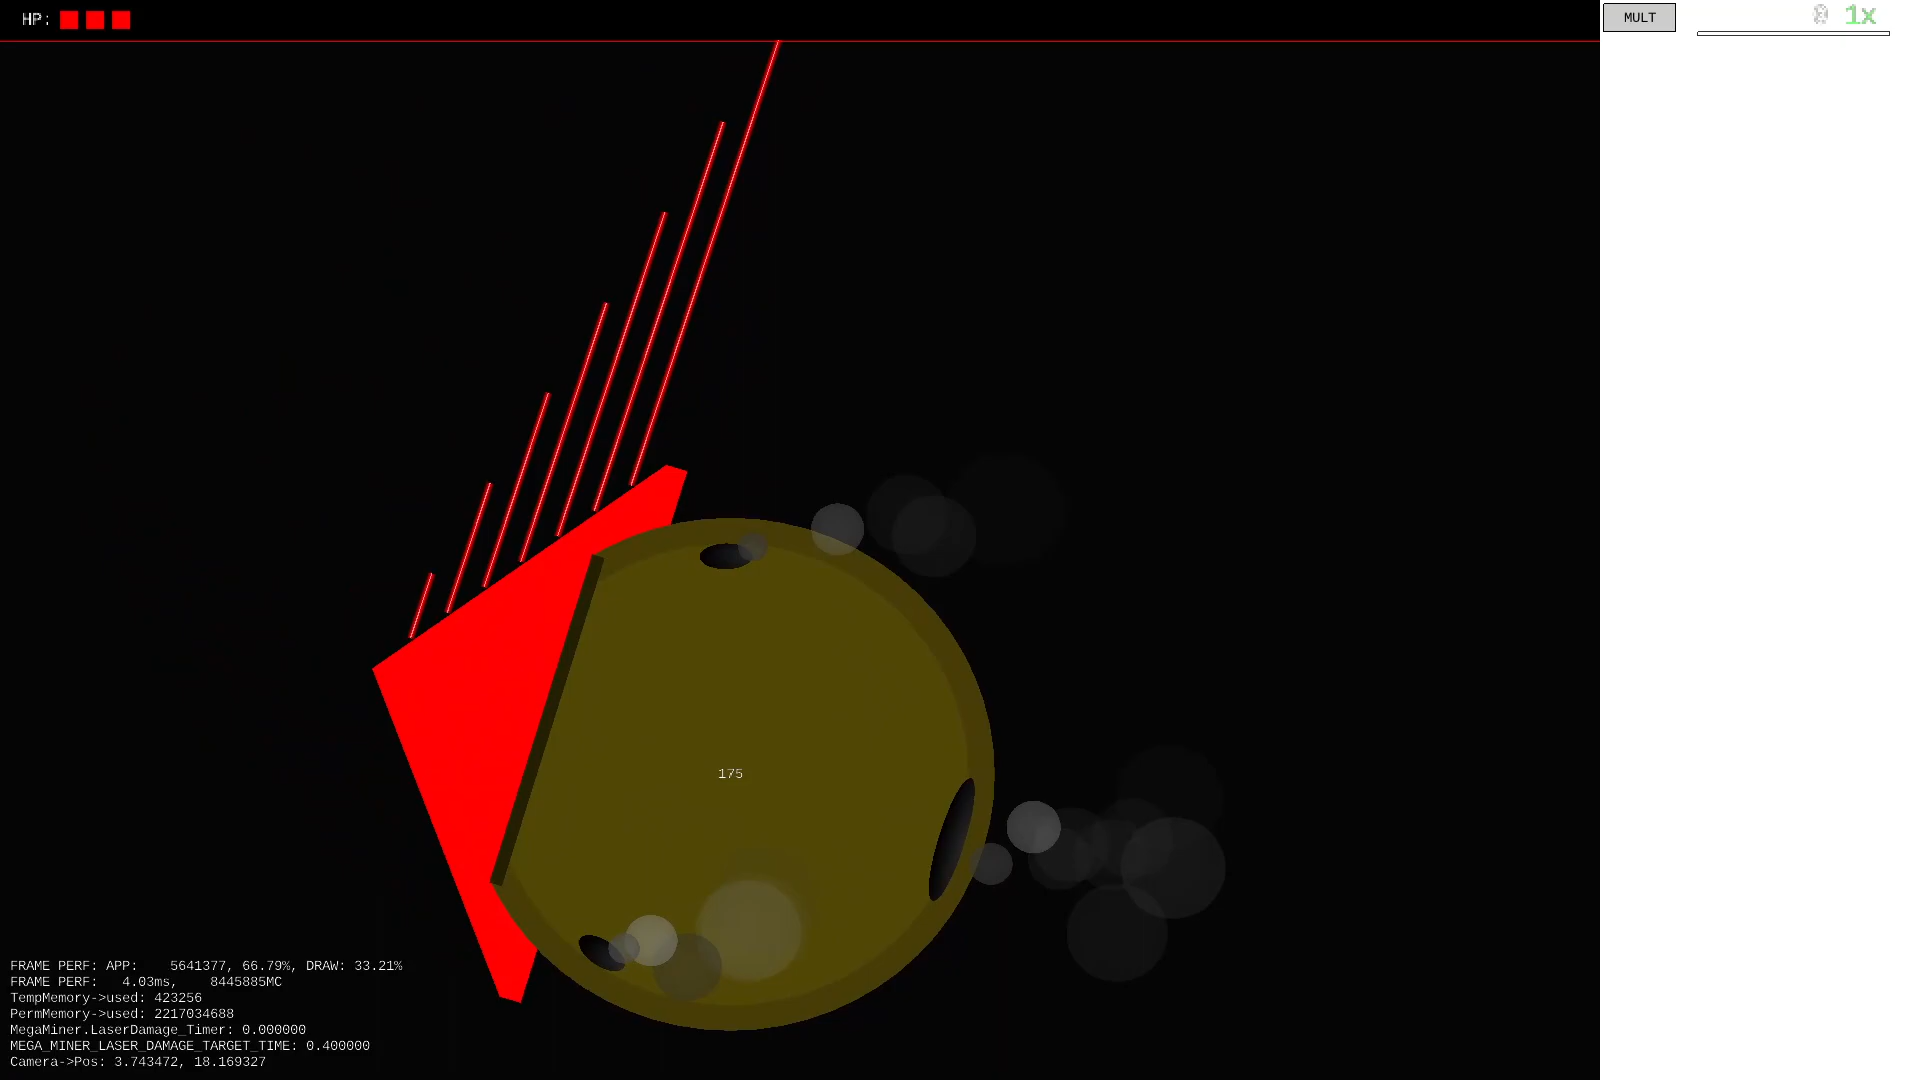 HP:
MULT
1x
175
FRAME PERF: APP:    5641377, 66.79%, DRAW: 33.21%
FRAME PERF:   4.03ms,    8445885MC
TempMemory->used: 423256
PermMemory->used: 2217034688
MegaMiner.LaserDamage_Timer: 0.000000
MEGA_MINER_LASER_DAMAGE_TARGET_TIME: 0.400000
Camera->Pos: 3.743472, 18.169327